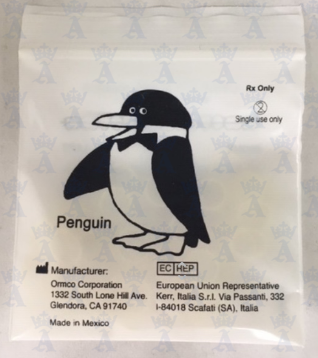 Rx Only
Single use only
Penguin
Manufacturer:
Ormco Corporation
1332 South Lone Hill Ave.
Glendora, CA 91740
Made in Mexico
EC REP
European Union Representative
Kerr, Italia S.r.l. Via Passanti, 332
I-84018 Scafati (SA), Italia